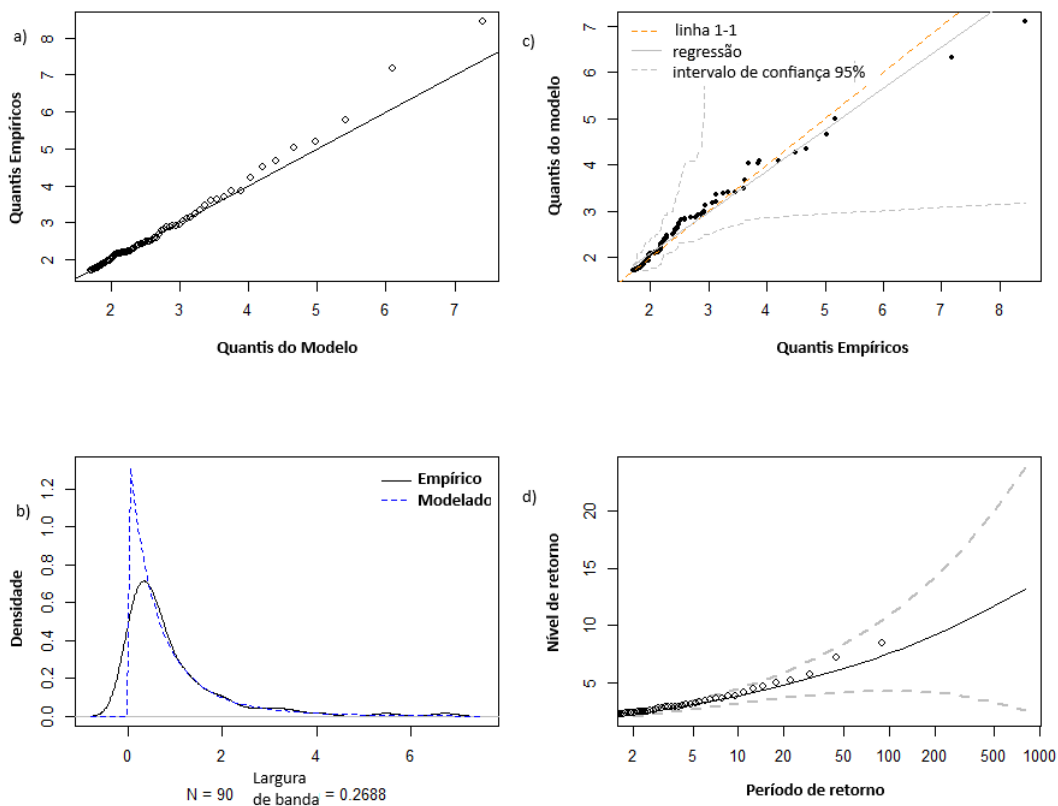 a)
8
7
6
5
4
3
2
Quantis Empíricos
2 3 4 5 6 7
Quantis do Modelo
c)
linha 1-1
regressão
intervalo de confiança 95%
7
6
5
4
3
2
Quantis do modelo
2 3 4 5 6 7 8
Quantis Empíricos
b)
Empírico
Modelado
1.2
1.0
0.8
0.6
0.4
0.2
0.0
Densidade
0 2 4 6
N = 90 Largura de banda = 0.2688
d)
20
15
10
5
Nível de retorno
2 5 10 20 50 100 200 500 1000
Período de retorno